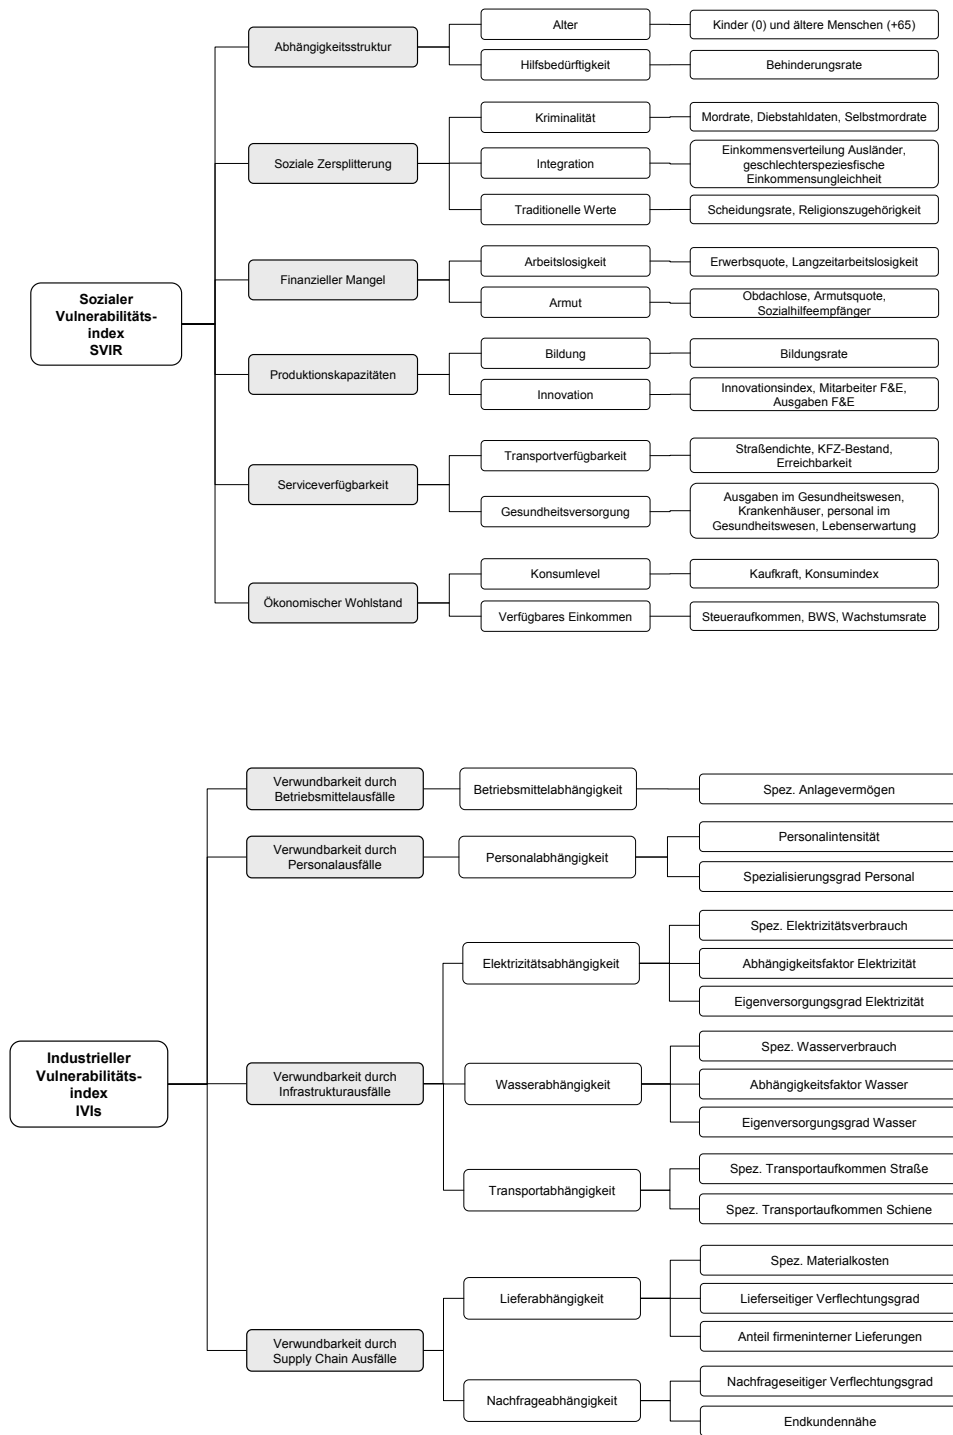 Sozialer
Vulnerabilitäts-
index
SVIR
Abhängigkeitsstruktur
Alter
Kinder (0) und ältere Menschen (+65)
Hilfsbedürftigkeit
Behinderungsrate
Soziale Zersplitterung
Kriminalität
Mordrate, Diebstahldaten, Selbstmordrate
Integration
Einkommensverteilung Ausländer,
geschlechterspeziesfische
Einkommensungleichheit
Traditionelle Werte
Scheidungsrate, Religionszugehörigkeit
Finanzieller Mangel
Arbeitslosigkeit
Erwerbsquote, Langzeitarbeitslosigkeit
Armut
Obdachlose, Armutsquote,
Sozialhilfeempfänger
Produktionskapazitäten
Bildung
Bildungsrate
Innovation
Innovationsindex, Mitarbeiter F&E,
Ausgaben F&E
Serviceverfügbarkeit
Transportverfügbarkeit
Straßendichte, KFZ-Bestand,
Erreichbarkeit
Gesundheitsversorgung
Ausgaben im Gesundheitswesen,
Krankenhäuser, personal im
Gesundheitswesen, Lebenserwartung
Ökonomischer Wohlstand
Konsumlevel
Kaufkraft, Konsumindex
Verfügbares Einkommen
Steueraufkommen, BWS, Wachstumsrate
Industrieller
Vulnerabilitäts-
index
IVIs
Verwundbarkeit durch
Betriebsmittelausfälle
Betriebsmittelabhängigkeit
Spez. Anlagevermögen
Verwundbarkeit durch
Personalausfälle
Personalabhängigkeit
Personalintensität
Spezialisierungsgrad Personal
Verwundbarkeit durch
Infrastrukturausfälle
Elektrizitätsabhängigkeit
Spez. Elektrizitätsverbrauch
Abhängigkeitsfaktor Elektrizität
Eigenversorgungsgrad Elektrizität
Wasserabhängigkeit
Spez. Wasserverbrauch
Abhängigkeitsfaktor Wasser
Eigenversorgungsgrad Wasser
Transportabhängigkeit
Spez. Transportaufkommen Straße
Spez. Transportaufkommen Schiene
Verwundbarkeit durch
Supply Chain Ausfälle
Lieferabhängigkeit
Spez. Materialkosten
Lieferseitiger Verflechtungsgrad
Anteil firmeninterner Lieferungen
Nachfrageabhängigkeit
Nachfrageseitiger Verflechtungsgrad
Endkundennähe